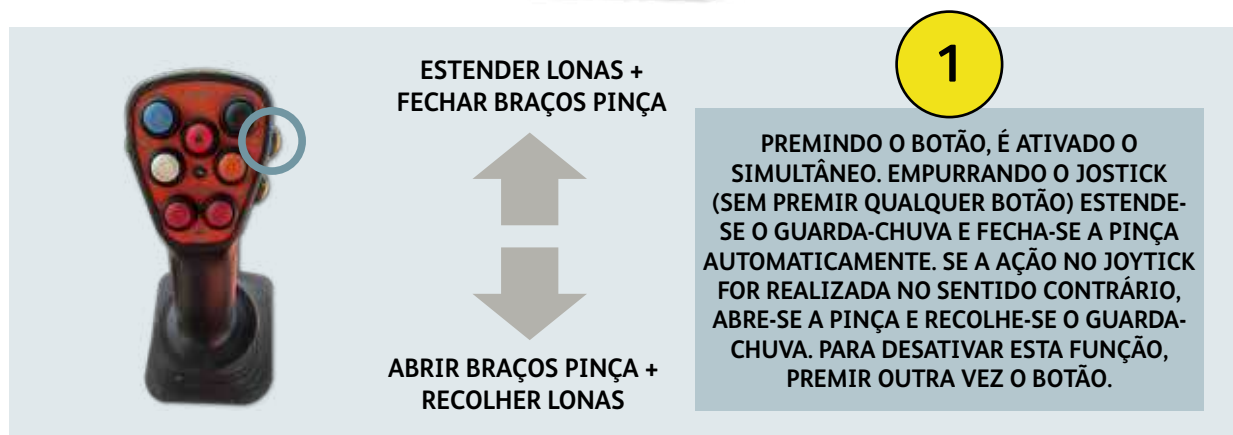 ESTENDER LONAS +
FECHAR BRAÇOS PINÇA
ABRIR BRAÇOS PINÇA +
RECOLHER LONAS
1
PREMINDO O BOTÃO, É ATIVADO O
SIMULTÂNEO. EMPURRANDO O JOSTICK
(SEM PREMIR QUALQUER BOTÃO) ESTENDE-
SE O GUARDA-CHUVA E FECHA-SE A PINÇA
AUTOMATICAMENTE. SE A AÇÃO NO JOYTICK
FOR REALIZADA NO SENTIDO CONTRÁRIO,
ABRE-SE A PINÇA E RECOLHE-SE O GUARDA-
CHUVA. PARA DESATIVAR ESTA FUNÇÃO,
PREMIR OUTRA VEZ O BOTÃO.